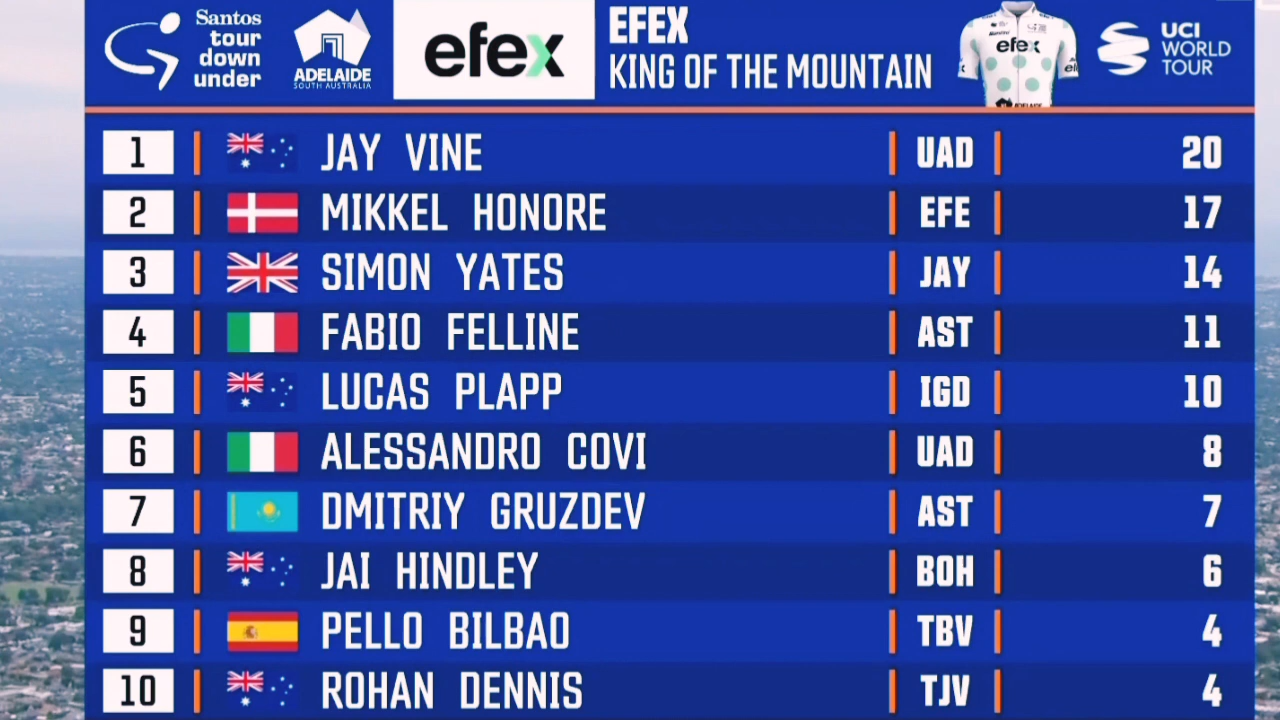 Santos
tour
down
under
ADELAIDE
SOUTH AUSTRALIA
efex
EFEX
KING OF THE MOUNTAIN
efex
UCI
WORLD
TOUR
1 JAY VINE UAD 20
2 MIKKEL HONORE EFE 17
3 SIMON YATES JAY 14
4 FABIO FELLINE AST 11
5 LUCAS PLAPP IGD 10
6 ALESSANDRO COVI UAD 8
7 DMITRIY GRUZDEV AST 7
8 JAI HINDLEY BOH 6
9 PELLO BILBAO TBV 4
10 ROHAN DENNIS TJV 4